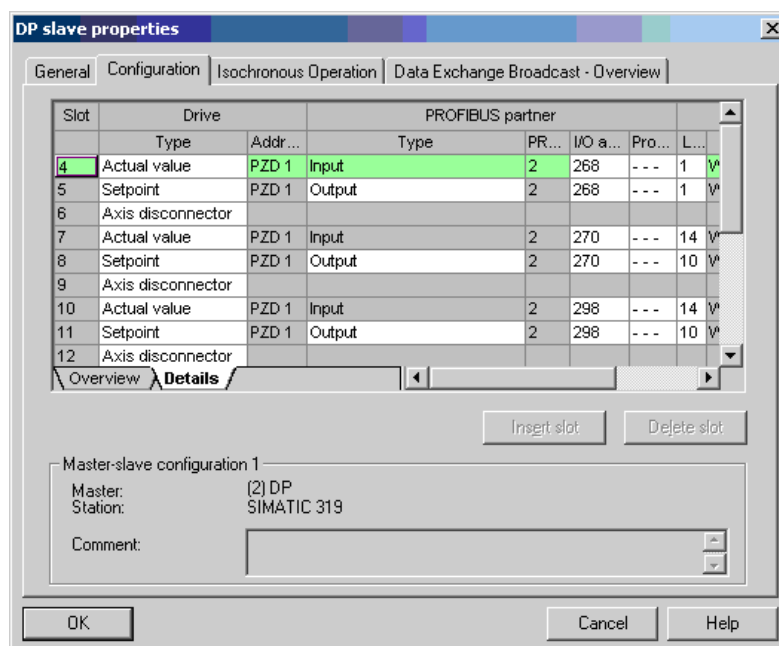 DP slave properties
General Configuration Isochronous Operation Data Exchange Broadcast - Overview
Slot Drive PROFIBUS partner
Type Addr... Type PR... I/O a... Pro... L...
4 Actual value PZD 1 Input 2 268 - - - 1
5 Setpoint PZD 1 Output 2 268 - - - 1
6 Axis disconnector
7 Actual value PZD 1 Input 2 270 - - - 14
8 Setpoint PZD 1 Output 2 270 - - - 10
9 Axis disconnector
10 Actual value PZD 1 Input 2 298 - - - 14
11 Setpoint PZD 1 Output 2 298 - - - 10
12 Axis disconnector
Overview Details
Insert slot Delete slot
Master-slave configuration 1
Master: (2) DP
Station: SIMATIC 319
Comment:
OK Cancel Help